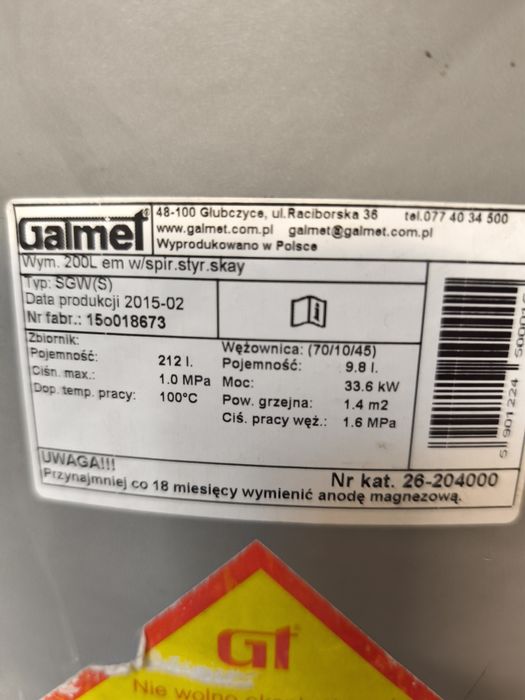 Galmet®
48-100 Głubczyce, ul.Raciborska 36 tel.077 40 34 500
www.galmet.com.pl galmet@galmet.com.pl
Wyprodukowano w Polsce
Wym. 200L em w/spir.styr.skay
Typ: SGW(S)
Data produkcji 2015-02
Nr fabr.: 15o018673
Zbiornik:
Pojemność: 212 l.
Ciśn. max.: 1.0 MPa
Dop. temp. pracy: 100°C
Wężownica: (70/10/45)
Pojemność: 9.8 l.
Moc: 33.6 kW
Pow. grzejna: 1.4 m2
Ciś. pracy węż.: 1.6 MPa
UWAGA!!!
Nr kat. 26-204000
Przynajmniej co 18 miesięcy wymienić anodę magnezową.
5 901224
Gt
Nie wolno